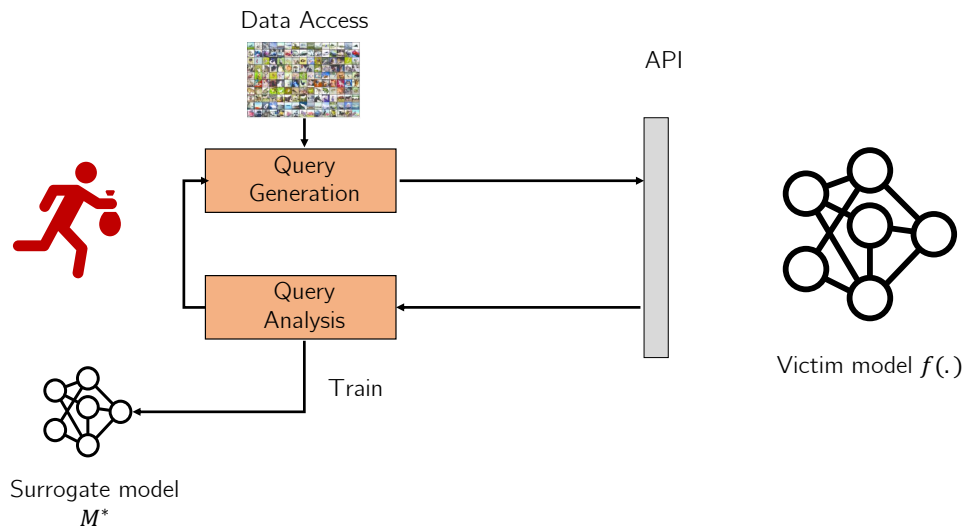 Data Access
API
Query
Generation
Query
Analysis
Train
Victim model f(.)
Surrogate model
M*